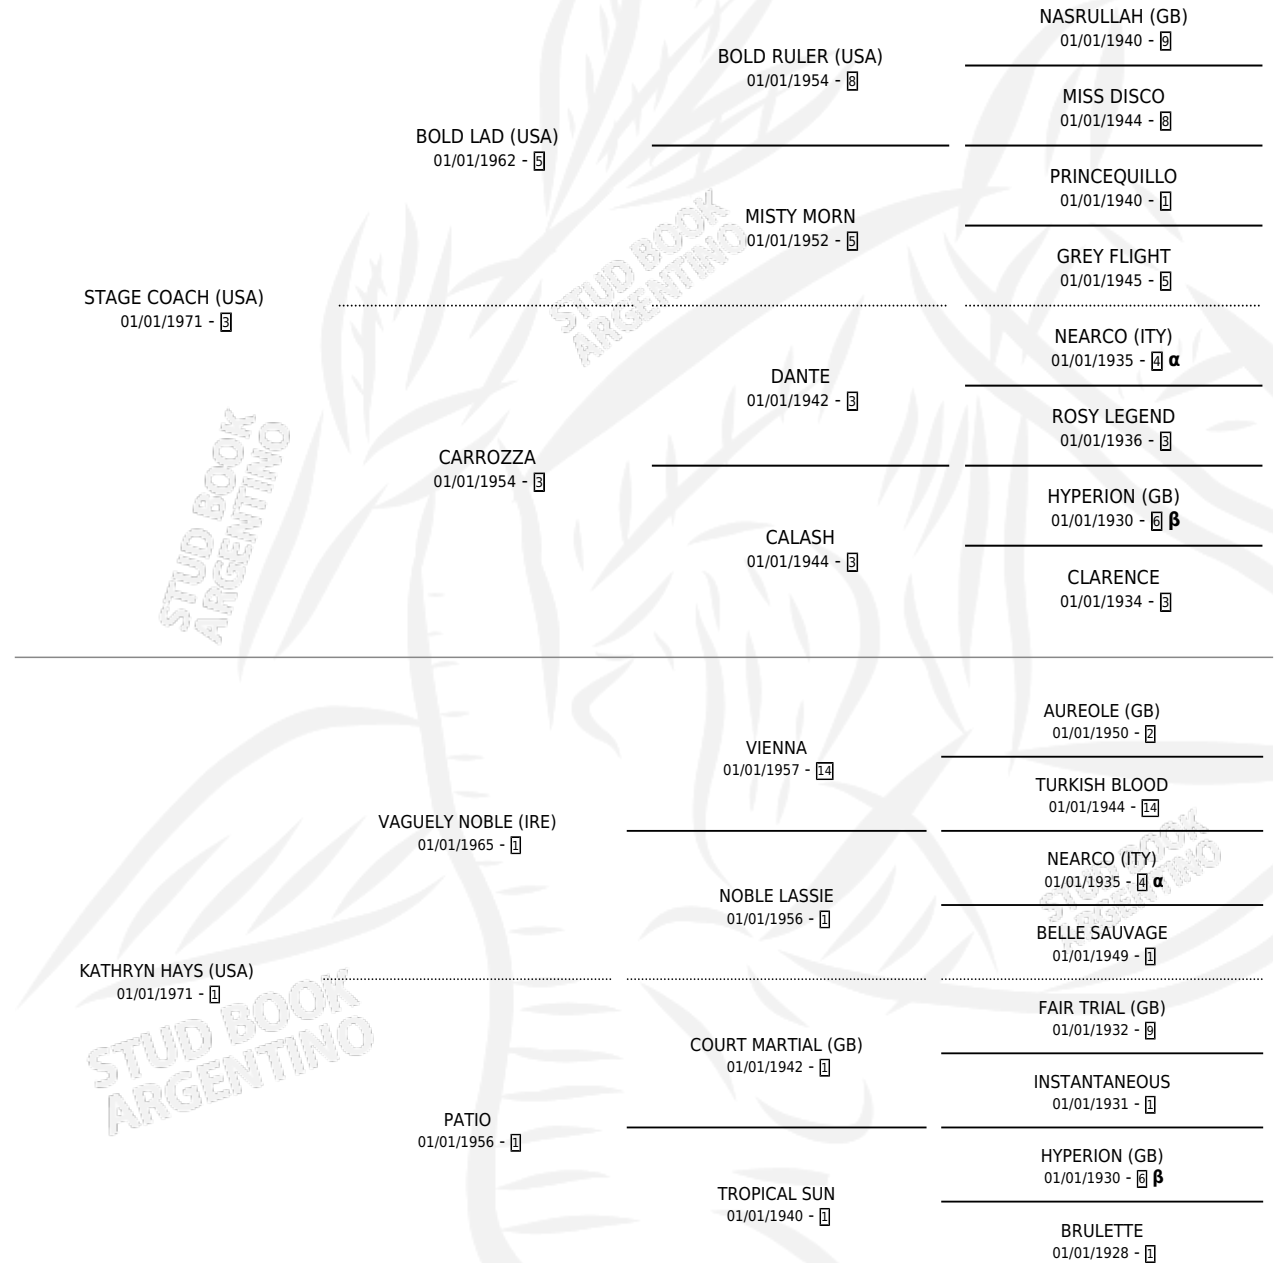 NASRULLAH (GB)
01/01/1940 - 9
BOLD RULER (USA)
01/01/1954 - 8
MISS DISCO
01/01/1944 - 8
BOLD LAD (USA)
01/01/1962 - 5
PRINCEQUILLO
01/01/1940 - 1
MISTY MORN
01/01/1952 - 5
GREY FLIGHT
01/01/1945 - 5
STAGE COACH (USA)
01/01/1971 - 3
NEARCO (ITY)
01/01/1935 - 4 α
DANTE
01/01/1942 - 3
ROSY LEGEND
01/01/1936 - 3
CARROZZA
01/01/1954 - 3
HYPERION (GB)
01/01/1930 - 6 β
CALASH
01/01/1944 - 3
CLARENCE
01/01/1934 - 3
AUREOLE (GB)
01/01/1950 - 2
VIENNA
01/01/1957 - 14
TURKISH BLOOD
01/01/1944 - 14
VAGUELY NOBLE (IRE)
01/01/1965 - 1
NEARCO (ITY)
01/01/1935 - 4 α
NOBLE LASSIE
01/01/1956 - 1
BELLE SAUVAGE
01/01/1949 - 1
KATHRYN HAYS (USA)
01/01/1971 - 1
FAIR TRIAL (GB)
01/01/1932 - 9
COURT MARTIAL (GB)
01/01/1942 - 1
INSTANTANEOUS
01/01/1931 - 1
PATIO
01/01/1956 - 1
HYPERION (GB)
01/01/1930 - 6 β
TROPICAL SUN
01/01/1940 - 1
BRULETTE
01/01/1928 - 1
STUD BOOK
ARGENTINO
STUD BOOK
ARGENTINO
STUD BOOK
ARGENTINO
STUD BOOK
ARGENTINO